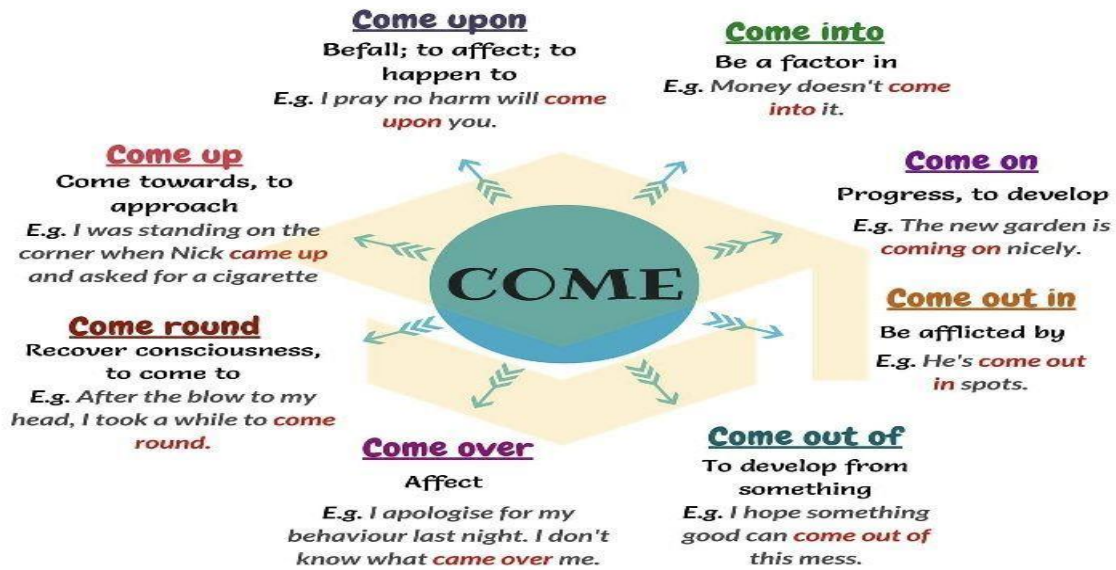 Come upon
Befall; to affect; to
happen to
E.g. I pray no harm will come
upon you.
Come into
Be a factor in
E.g. Money doesn't come
into it.
Come up
Come towards, to
approach
E.g. I was standing on the
corner when Nick came up
and asked for a cigarette
Come on
Progress, to develop
E.g. The new garden is
coming on nicely.
COME
Come round
Recover consciousness,
to come to
E.g. After the blow to my
head, I took a while to come
round.
Come out in
Be afflicted by
E.g. He's come out
in spots.
Come over
Affect
E.g. I apologise for my
behaviour last night. I don't
know what came over me.
Come out of
To develop from
something
E.g. I hope something
good can come out of
this mess.